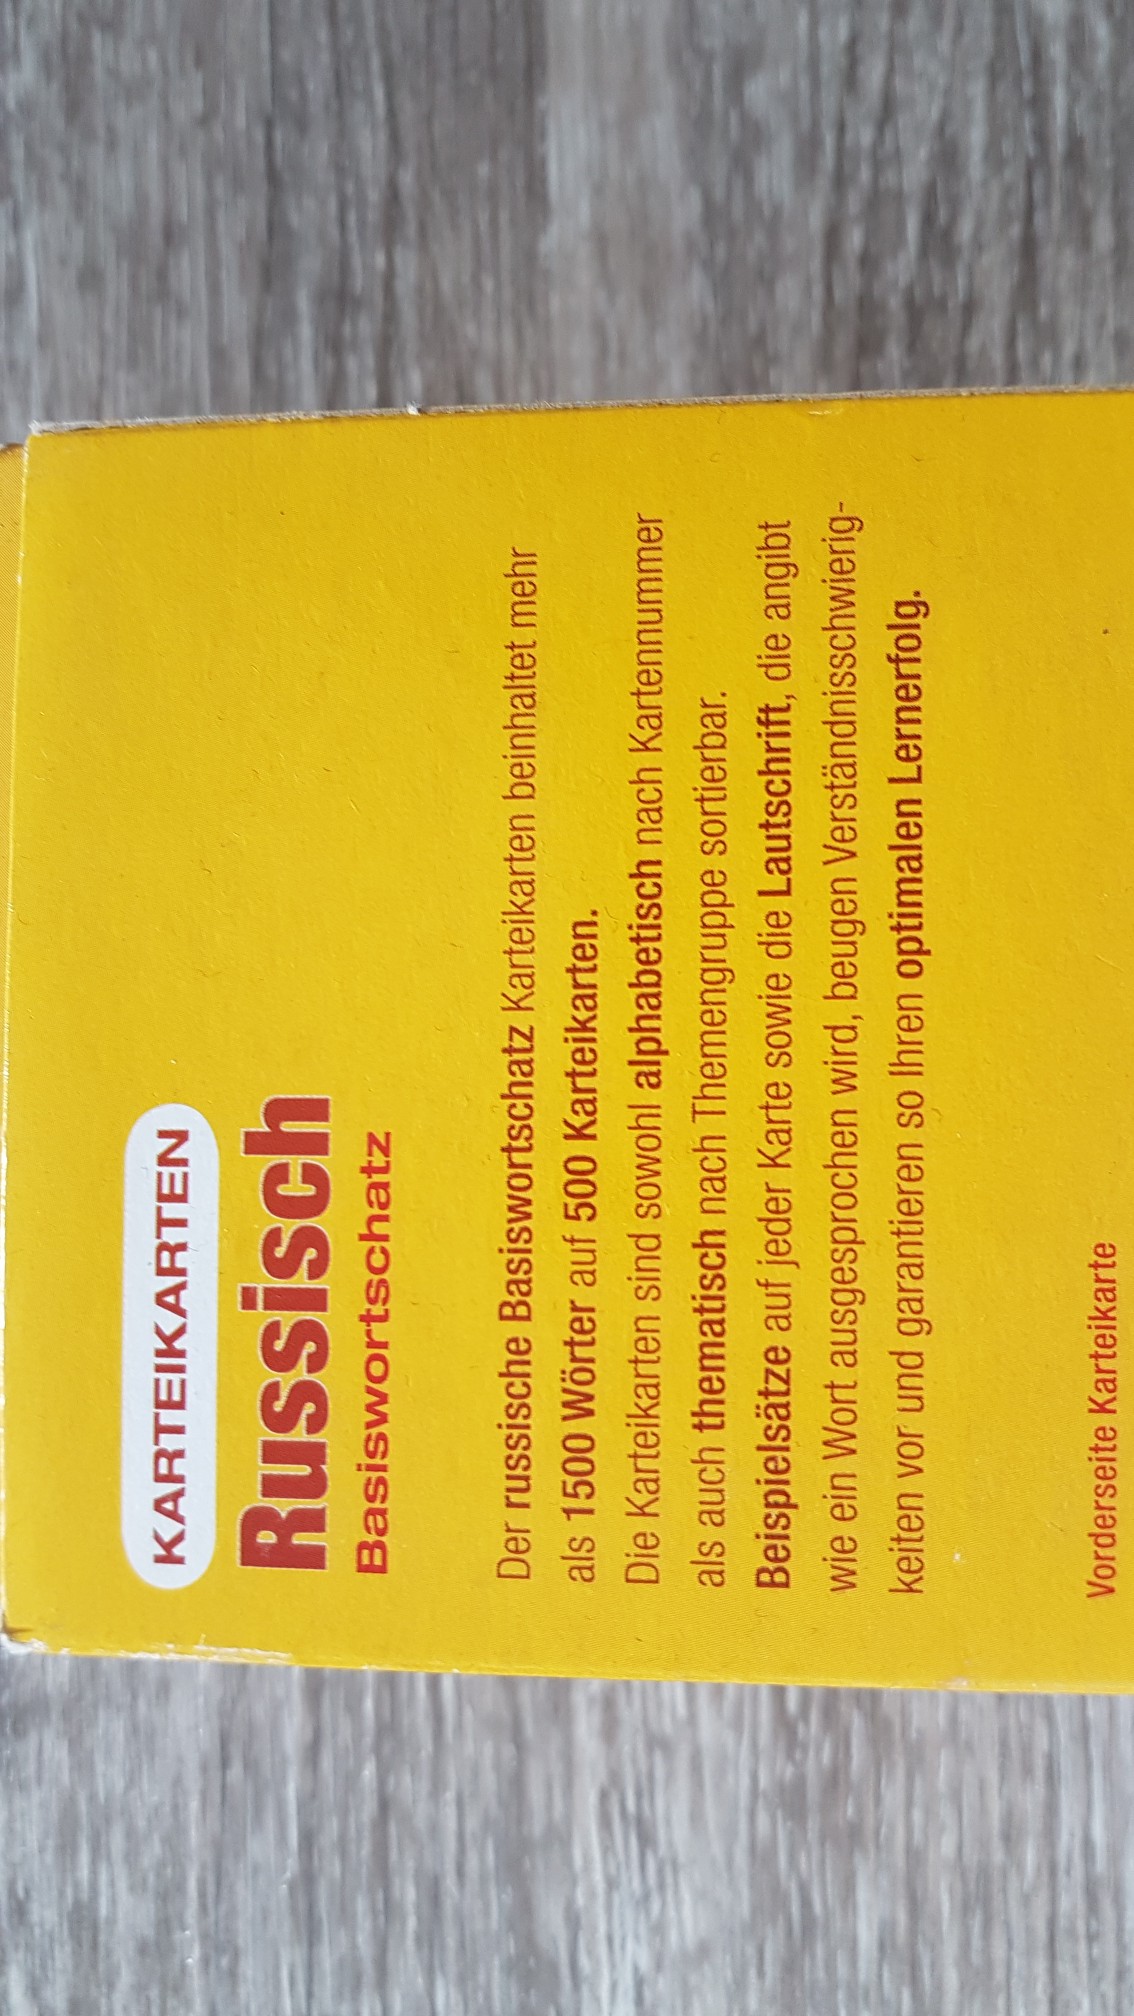 KARTEIKARTEN
Russisch
Basiswortschatz
Der russische Basiswortschatz Karteikarten beinhaltet mehr
als 1500 Wörter auf 500 Karteikarten.
Die Karteikarten sind sowohl alphabetisch nach Kartennummer
als auch thematisch nach Themengruppe sortierbar.
Beispielsätze auf jeder Karte sowie die Lautschrift, die angibt
wie ein Wort ausgesprochen wird, beugen Verständnisschwierig-
keiten vor und garantieren so Ihren optimalen Lernerfolg.
Vorderseite Karteikarte